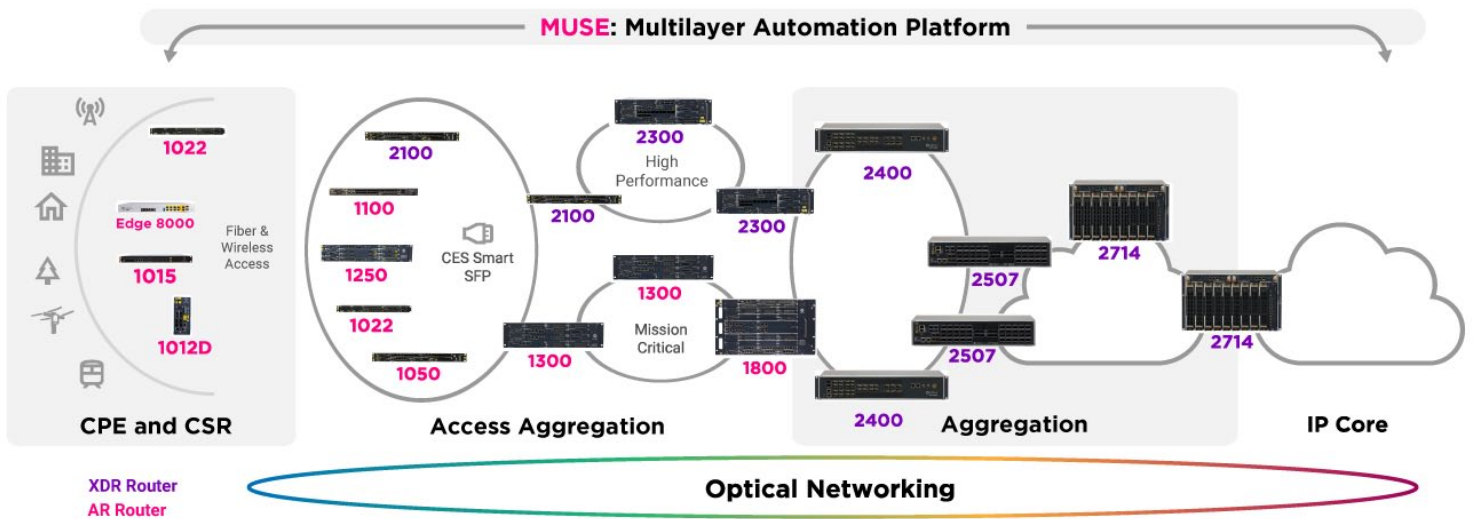 MUSE: Multilayer Automation Platform
1022
Edge 8000
Fiber &
Wireless
Access
1015
1012D
CPE and CSR
2100
1100
1250
CES Smart
SFP
1022
1050
1300
Access Aggregation
2300
High
Performance
2100
2300
1300
Mission
Critical
1800
2400
2507
2714
2507
2714
2400
Aggregation
IP Core
XDR Router
AR Router
Optical Networking